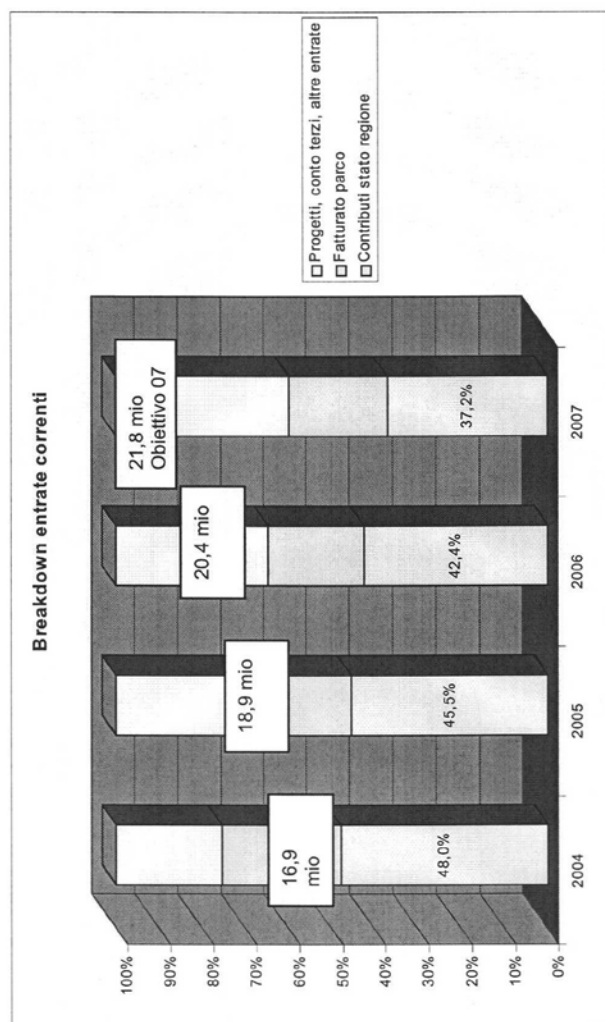 Breakdown entrate correnti
100%
90%
80%
70%
60%
50%
40%
30%
20%
10%
0%
16,9
mio
48,0%
18,9 mio
45,5%
20,4 mio
42,4%
21,8 mio
Obiettivo 07
37,2%
2004
2005
2006
2007
Progetti, conto terzi, altre entrate
Fatturato parco
Contributi stato regione